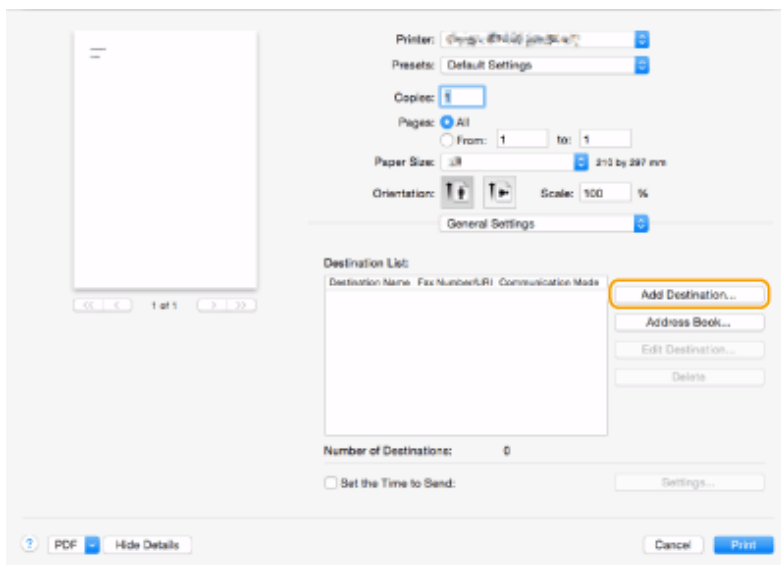 Printer:
Presets: Default Settings
Copies: 1
Pages: All
From: 1 to: 1
Paper Size: 210 by 297 mm
Orientation: Scale: 100 %
General Settings
Destination List:
Destination Name Fax Number/URI Communication Mode
Add Destination...
<< < 1 of 1 > >>
Address Book...
Edit Destination...
Delete
Number of Destinations: 0
Set the Time to Send: Settings...
? PDF Hide Details Cancel Print